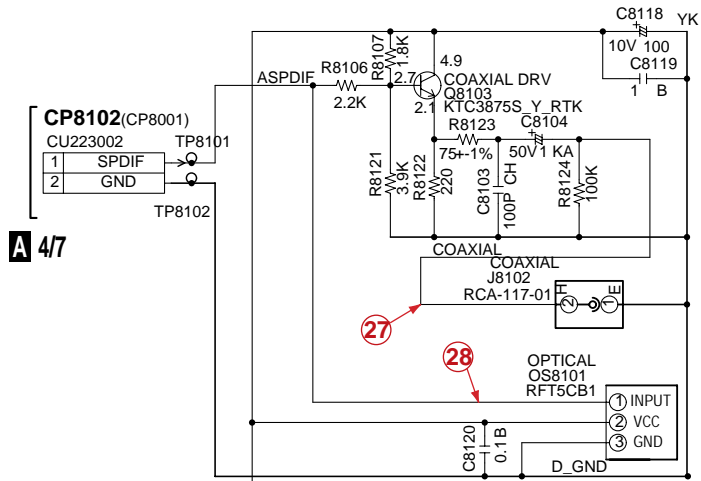 C8118
YK
10V 100
C8119
1 B
R8107
1.8K
4.9
R8106
ASPDIF
2.7
COAXIAL DRV
Q8103
2.2K
2.1
KTC3875S_Y_RTK
CP8102(CP8001)
CU223002
TP8101
C8104
R8123
75+-1%
50V1 KA
1 SPDIF
2 GND
R8121
3.9K
R8122
220
C8103
100P CH
R8124
100K
TP8102
A 4/7
COAXIAL
COAXIAL
J8102
RCA-117-01
H
2
1
E
27
28
OPTICAL
OS8101
RFT5CB1
1 INPUT
2 VCC
3 GND
C8120
0.1 B
D_GND